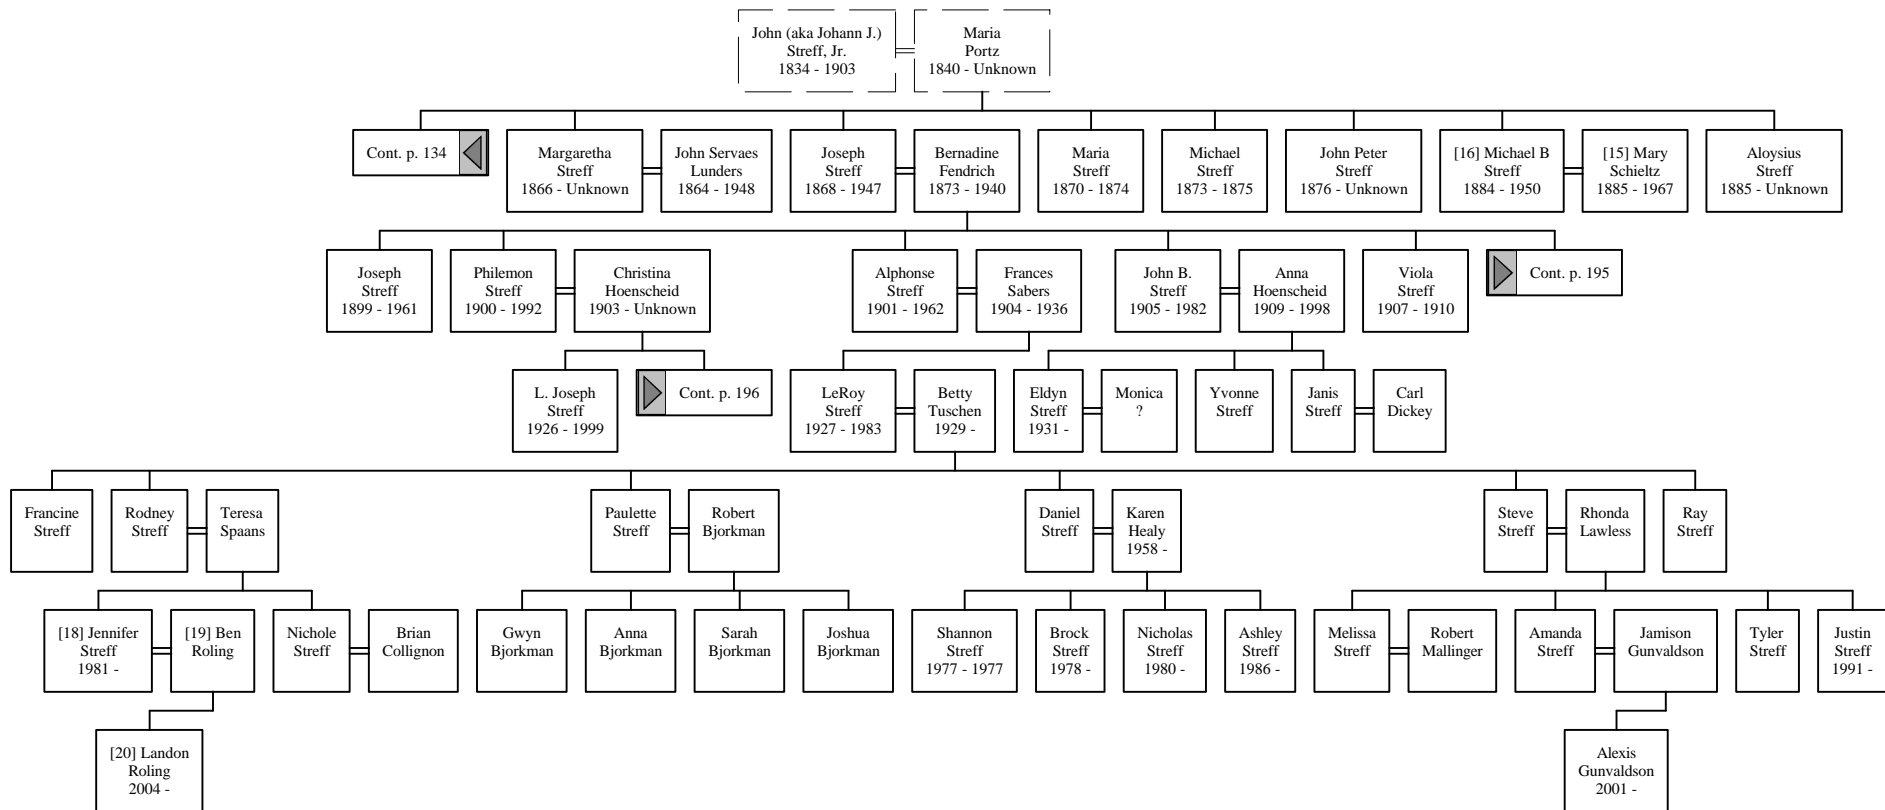 John (aka Johann J.)
Streff, Jr.
1834 - 1903
Maria
Portz
1840 - Unknown
Cont. p. 134
Margaretha
Streff
1866 - Unknown
John Servaes
Lunders
1864 - 1948
Joseph
Streff
1868 - 1947
Bernadine
Fendrich
1873 - 1940
Maria
Streff
1870 - 1874
Michael
Streff
1873 - 1875
John Peter
Streff
1876 - Unknown
[16] Michael B
Streff
1884 - 1950
[15] Mary
Schieltz
1885 - 1967
Aloysius
Streff
1885 - Unknown
Joseph
Streff
1899 - 1961
Philemon
Streff
1900 - 1992
Christina
Hoenscheid
1903 - Unknown
Alphonse
Streff
1901 - 1962
Frances
Sabers
1904 - 1936
John B.
Streff
1905 - 1982
Anna
Hoenscheid
1909 - 1998
Viola
Streff
1907 - 1910
Cont. p. 195
L. Joseph
Streff
1926 - 1999
Cont. p. 196
LeRoy
Streff
1927 - 1983
Betty
Tuschen
1929 -
Eldyn
Streff
1931 -
Monica
?
Yvonne
Streff
Janis
Streff
Carl
Dickey
Francine
Streff
Rodney
Streff
Teresa
Spaans
Paulette
Streff
Robert
Bjorkman
Daniel
Streff
Karen
Healy
1958 -
Steve
Streff
Rhonda
Lawless
Ray
Streff
[18] Jennifer
Streff
1981 -
[19] Ben
Roling
Nichole
Streff
Brian
Collignon
Gwyn
Bjorkman
Anna
Bjorkman
Sarah
Bjorkman
Joshua
Bjorkman
Shannon
Streff
1977 - 1977
Brock
Streff
1978 -
Nicholas
Streff
1980 -
Ashley
Streff
1986 -
Melissa
Streff
Robert
Mallinger
Amanda
Streff
Jamison
Gunvaldson
Tyler
Streff
Justin
Streff
1991 -
[20] Landon
Roling
2004 -
Alexis
Gunvaldson
2001 -